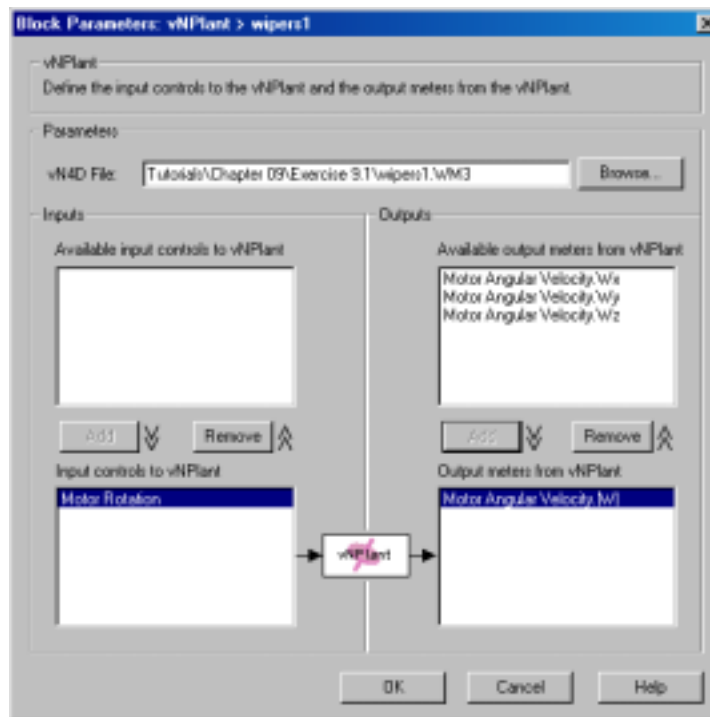 Block Parameters: vNPlant > wipers1
vNPlant
Define the input controls to the vNPlant and the output meters from the vNPlant.
Parameters
vN4D File:
Tutorials\Chapter 09\Exercise 9.1\wipers1.WM3
Browse...
Inputs
Available input controls to vNPlant
Add
Remove
Input controls to vNPlant
Motor Rotation
vNPlant
Outputs
Available output meters from vNPlant
Motor Angular Velocity.Wx
Motor Angular Velocity.Wy
Motor Angular Velocity.Wz
Add
Remove
Output meters from vNPlant
Motor Angular Velocity.|W|
OK
Cancel
Help